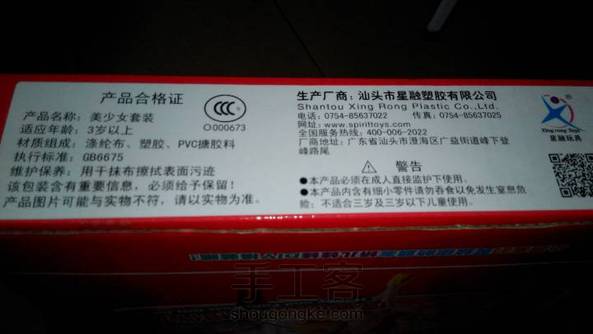 产品合格证
产品名称：美少女套装
适应年龄：3岁以上
材质组成：涤纶布、塑胶、PVC搪胶料
执行标准：GB6675
维护保养：用干抹布擦拭表面污迹
该包装含有重要信息，必须给予保留！
产品图片可能与实物不符，请以实物为准。
CCC
O000673
生产厂商：汕头市星融塑胶有限公司
Shantou Xing Rong Plastic Co.,Ltd.
电话：0754-85637022 传真：0754-85637025
网址：www.spirittoys.cn
全国服务热线：400-006-2022
厂商地址：广东省汕头市澄海区广益街道峰下登
峰路尾
警告
●本产品必须在成人直接监护下使用。
●本产品内含有细小零件请勿吞食以免发生窒息危
险，不适合三岁及三岁以下儿童使用。
Xing rong Toys
星融玩具
手工客
shougongke.com